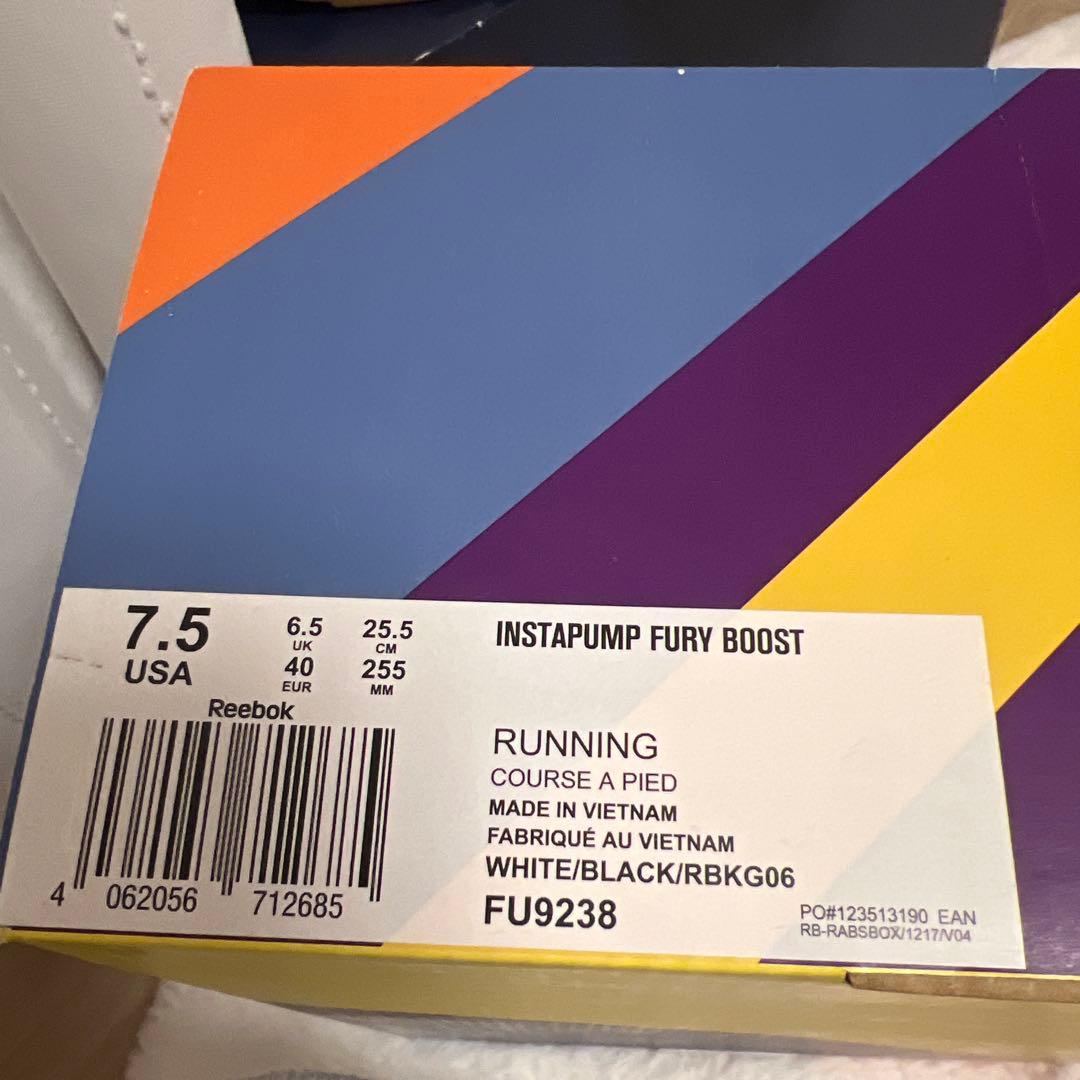 7.5
USA
6.5
UK
40
EUR
25.5
CM
255
MM
Reebok
4 062056 712685
INSTAPUMP FURY BOOST
RUNNING
COURSE A PIED
MADE IN VIETNAM
FABRIQUÉ AU VIETNAM
WHITE/BLACK/RBKG06
FU9238
PO#123513190 EAN
RB-RABSBOX/1217/V04